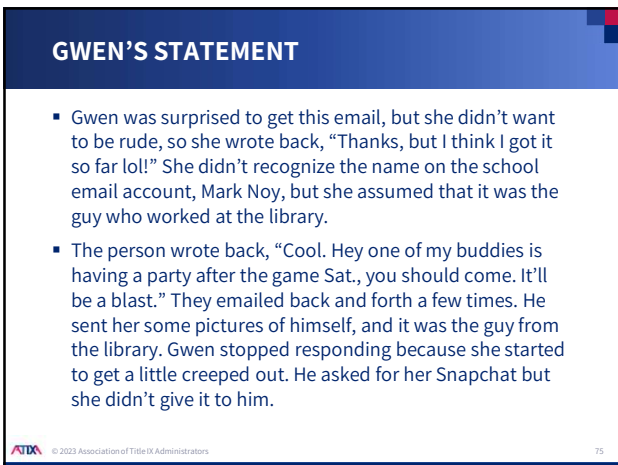 GWEN’S STATEMENT
▪ Gwen was surprised to get this email, but she didn’t want
to be rude, so she wrote back, “Thanks, but I think I got it
so far lol!” She didn’t recognize the name on the school
email account, Mark Noy, but she assumed that it was the
guy who worked at the library.
▪ The person wrote back, “Cool. Hey one of my buddies is
having a party after the game Sat., you should come. It’ll
be a blast.” They emailed back and forth a few times. He
sent her some pictures of himself, and it was the guy from
the library. Gwen stopped responding because she started
to get a little creeped out. He asked for her Snapchat but
she didn’t give it to him.
ATIXA © 2023 Association of Title IX Administrators 75